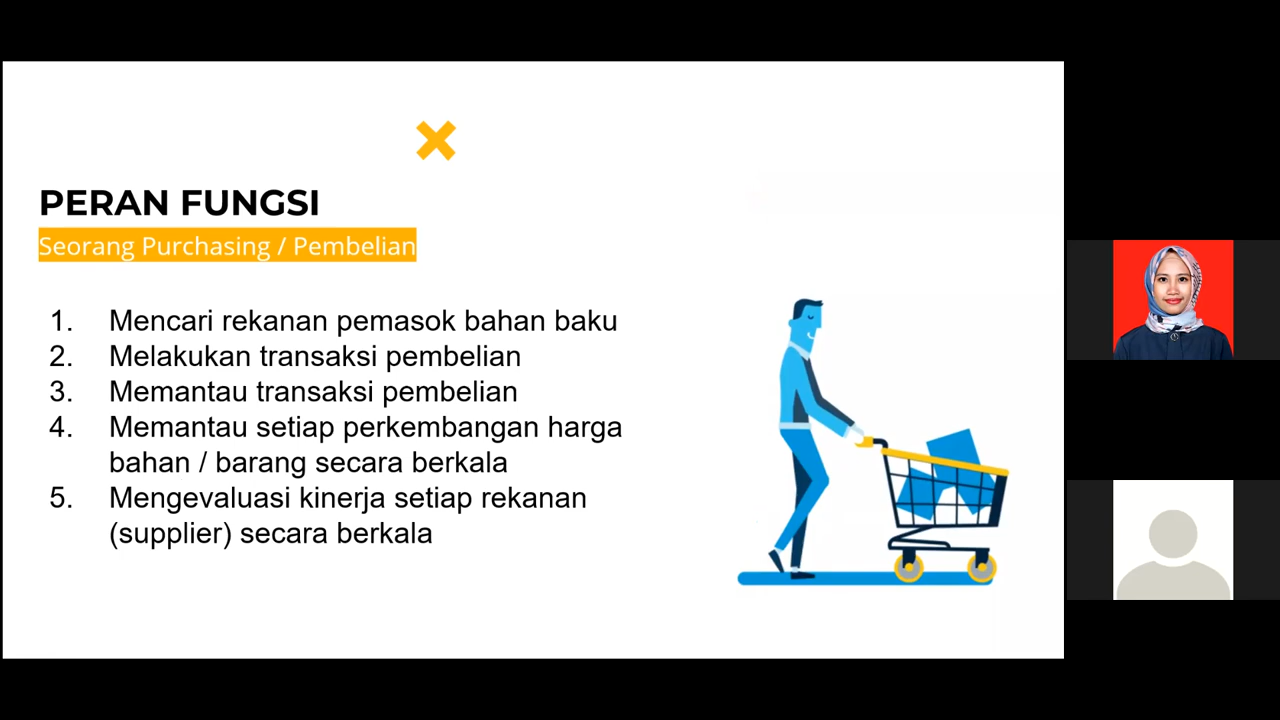 PERAN FUNGSI
Seorang Purchasing / Pembelian
1. Mencari rekanan pemasok bahan baku
2. Melakukan transaksi pembelian
3. Memantau transaksi pembelian
4. Memantau setiap perkembangan harga
bahan / barang secara berkala
5. Mengevaluasi kinerja setiap rekanan
(supplier) secara berkala